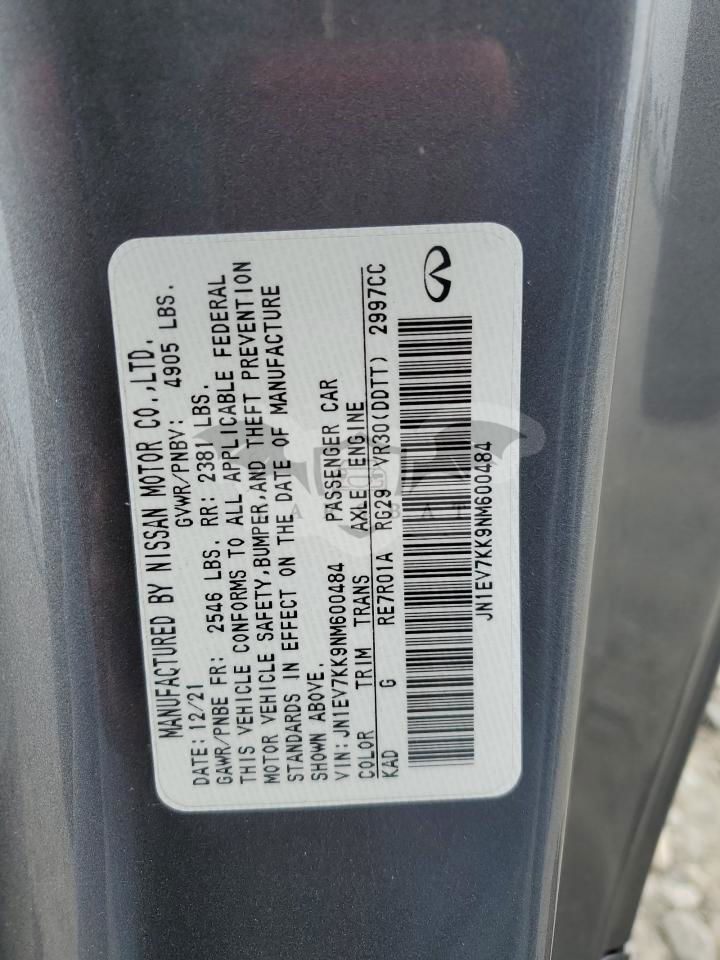 MANUFACTURED BY NISSAN MOTOR CO.,LTD.
DATE: 12/21 GVWR/PNBV: 4905 LBS.
GAWR/PNBE FR: 2546 LBS. RR: 2381 LBS.
THIS VEHICLE CONFORMS TO ALL APPLICABLE FEDERAL
MOTOR VEHICLE SAFETY,BUMPER,AND THEFT PREVENTION
STANDARDS IN EFFECT ON THE DATE OF MANUFACTURE
SHOWN ABOVE.
VIN: JN1EV7KK9NM600484 PASSENGER CAR
COLOR TRIM TRANS AXLE ENGINE
KAD G RE7R01A RG29 VR30(DDTT) 2997CC
JN1EV7KK9NM600484